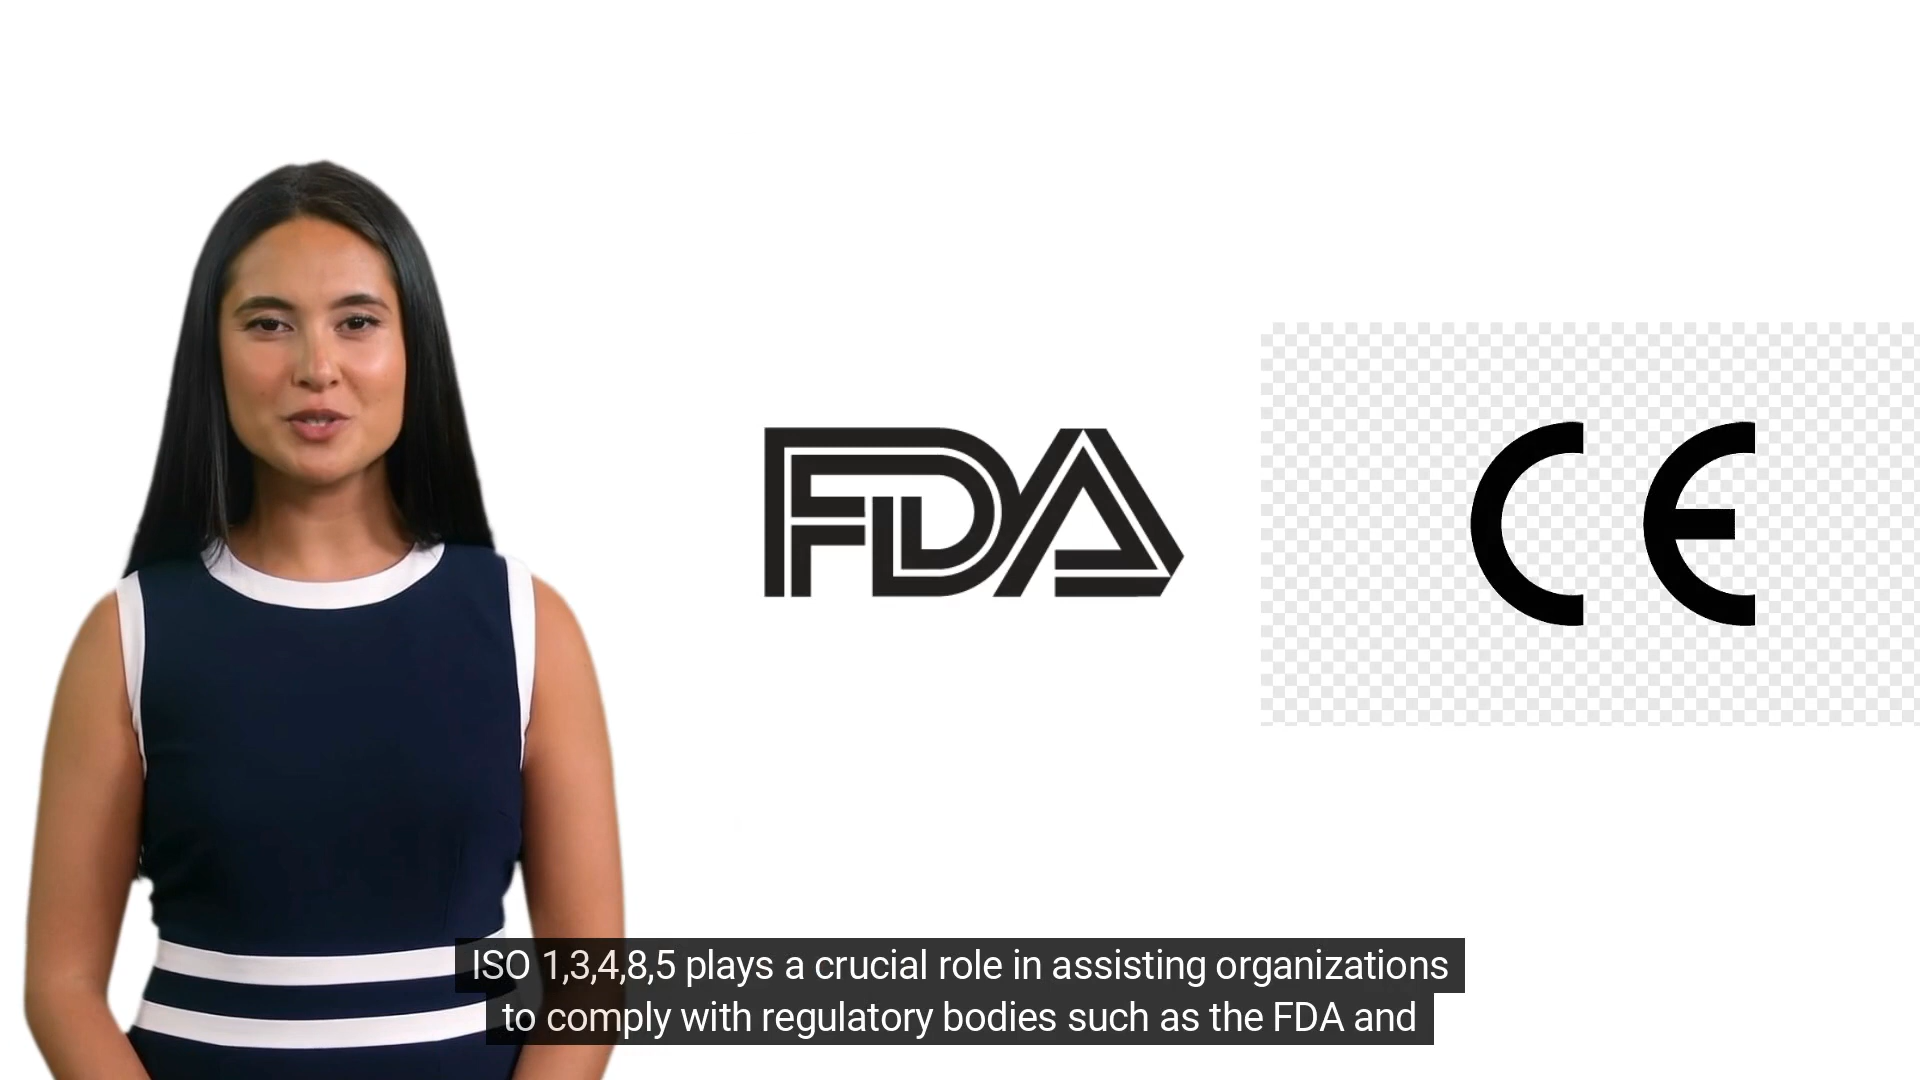 FDA
CE
ISO 1,3,4,8,5 plays a crucial role in assisting organizations
to comply with regulatory bodies such as the FDA and